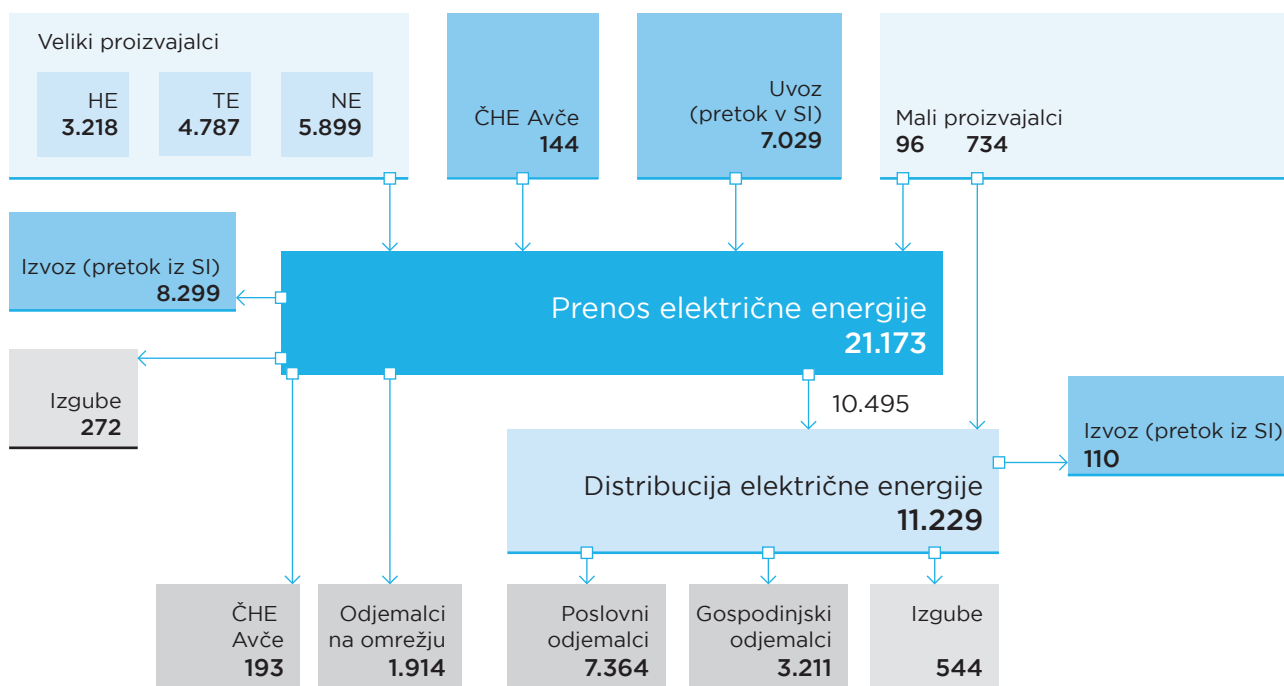 Veliki proizvajalci
HE
3.218
TE
4.787
NE
5.899
ČHE Avče
144
Uvoz
(pretok v SI)
7.029
Mali proizvajalci
96 734
Izvoz (pretok iz SI)
8.299
Prenos električne energije
21.173
Izgube
272
10.495
Izvoz (pretok iz SI)
110
Distribucija električne energije
11.229
ČHE
Avče
193
Odjemalci
na omrežju
1.914
Poslovni
odjemalci
7.364
Gospodinjski
odjemalci
3.211
Izgube
544